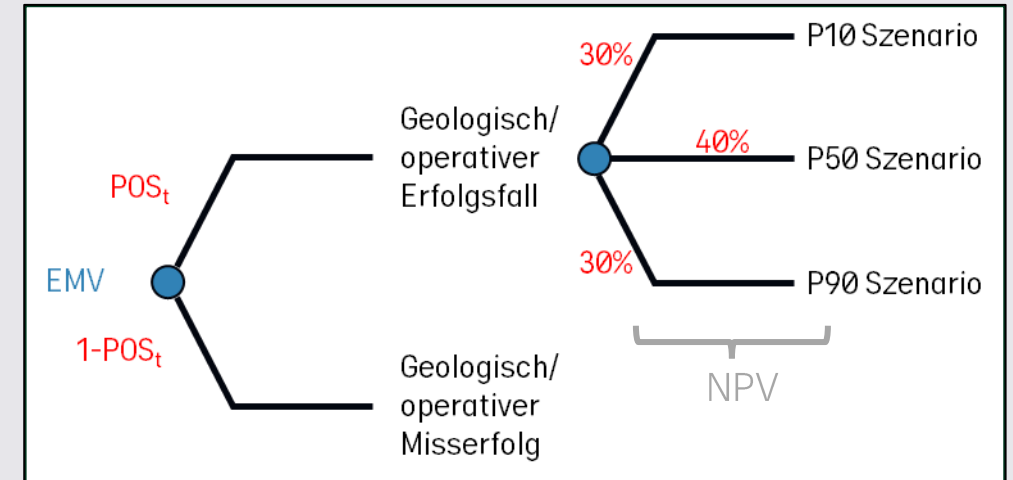 30%
P10 Szenario
Geologisch/
operativer
Erfolgsfall
40%
P50 Szenario
POSt
30%
P90 Szenario
EMV
1-POSt
Geologisch/
operativer
Misserfolg
NPV